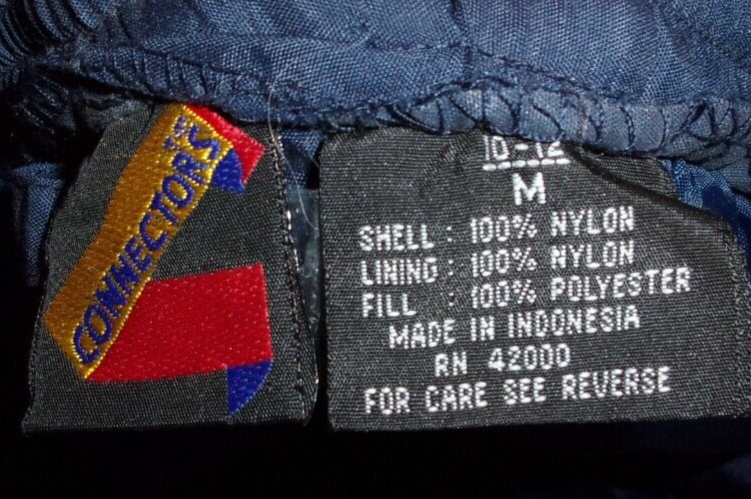 THE
CONNECTORS
10-12
M
SHELL : 100% NYLON
LINING : 100% NYLON
FILL : 100% POLYESTER
MADE IN INDONESIA
RN 42000
FOR CARE SEE REVERSE